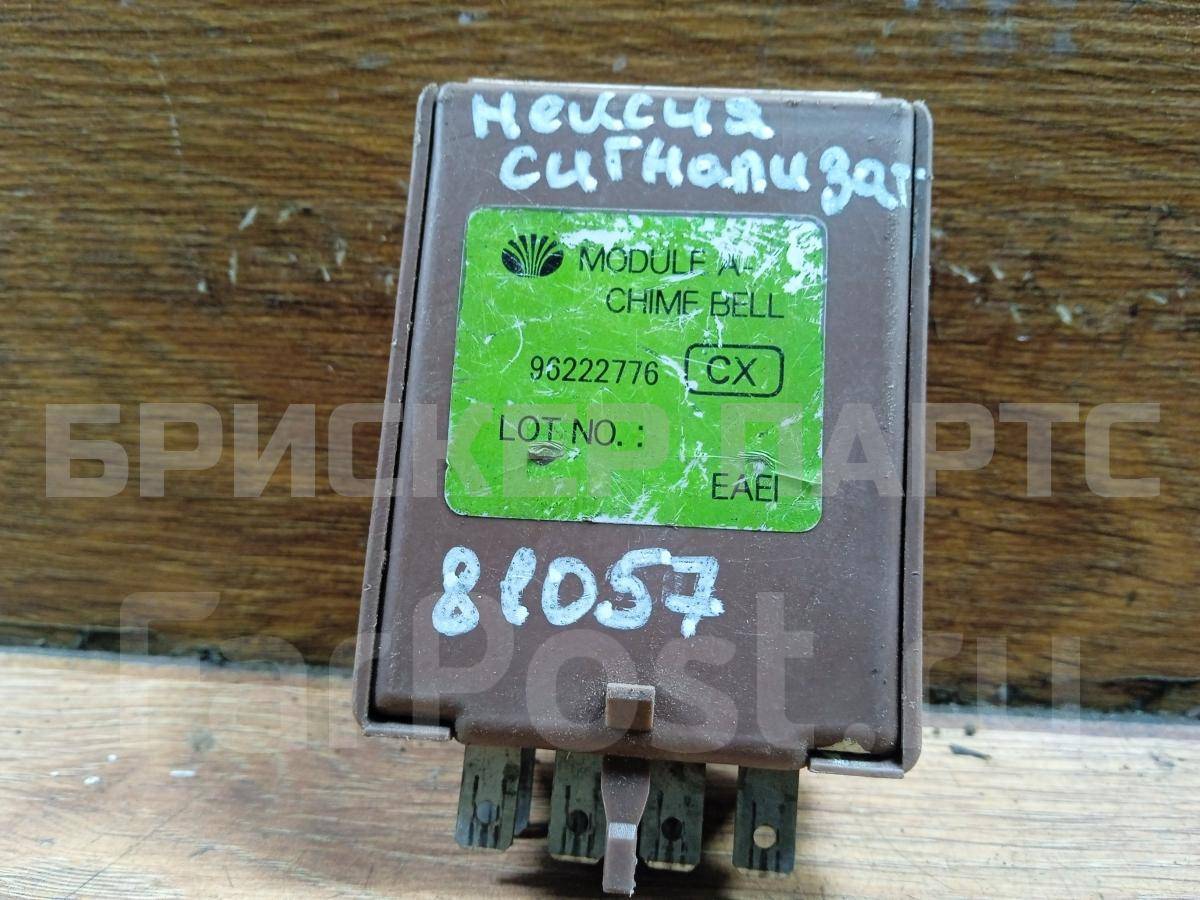 нексия
сигнализат
MODULE A-
CHIME BELL
96222776 CX
LOT NO. :
EAEI
БРИСКЕР ПАРТС
81057
FarPost.ru